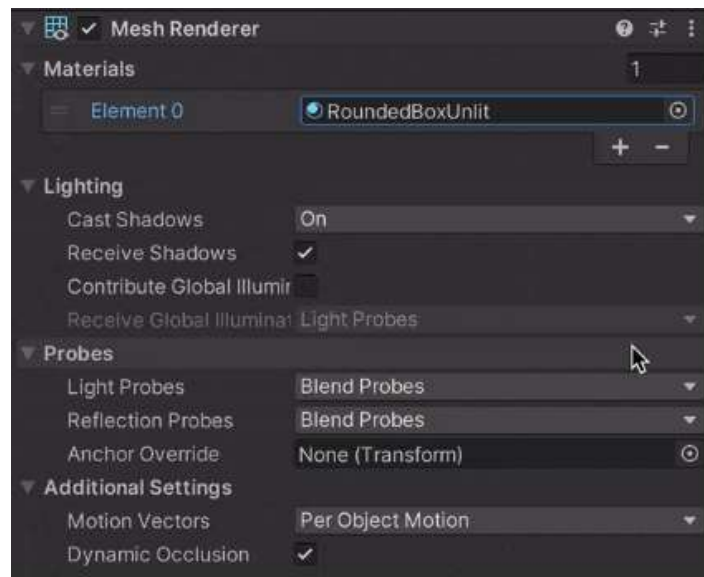 Mesh Renderer
Materials 1
Element 0 RoundedBoxUnlit
+ -
Lighting
Cast Shadows On
Receive Shadows
Contribute Global Illumir
Receive Global Illuminat Light Probes
Probes
Light Probes Blend Probes
Reflection Probes Blend Probes
Anchor Override None (Transform)
Additional Settings
Motion Vectors Per Object Motion
Dynamic Occlusion